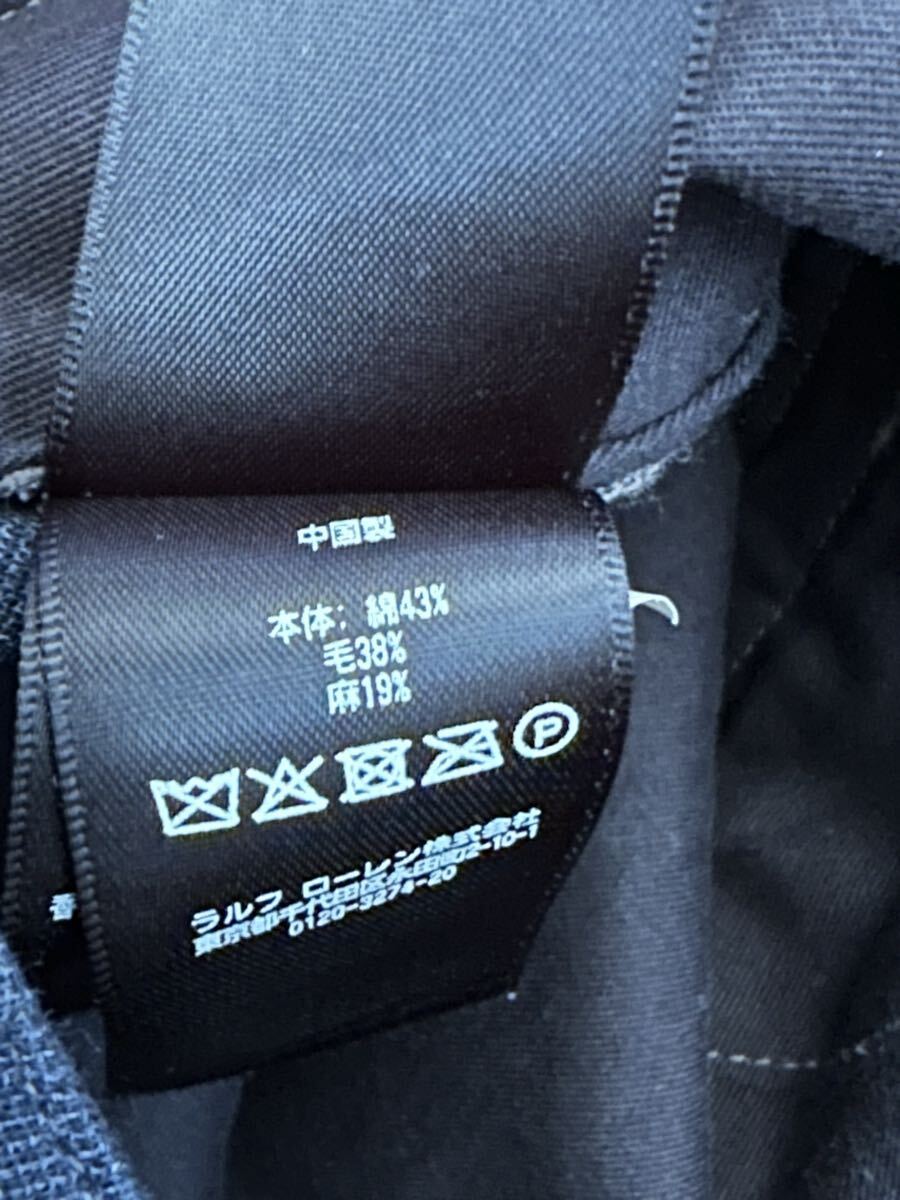 中国製
本体: 綿43%
毛38%
麻19%
P
ラルフ ローレン株式会社
東京都千代田区永田町2-10-1
0120-3274-20
香